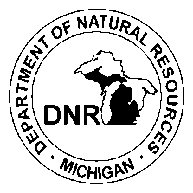 DEPARTMENT OF NATURAL RESOURCES
DNR
· MICHIGAN ·